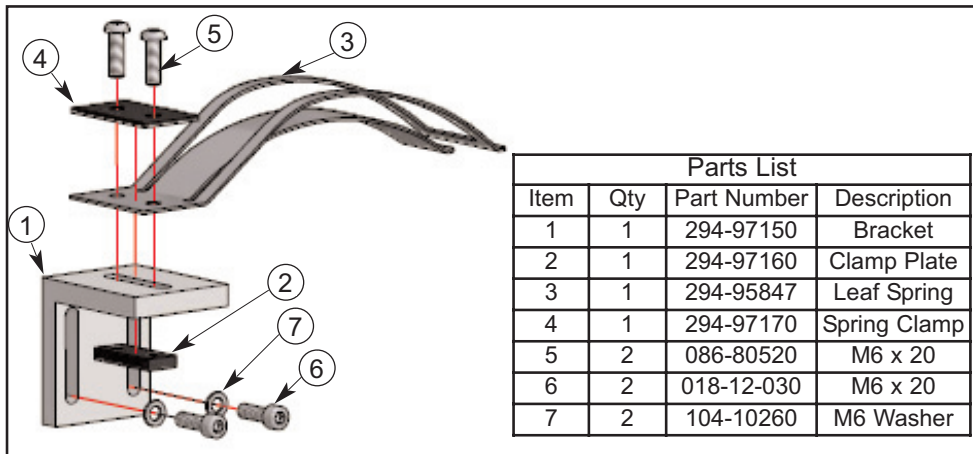 5
3
4
1
2
7
6
Parts List
Item Qty Part Number Description
1 1 294-97150 Bracket
2 1 294-97160 Clamp Plate
3 1 294-95847 Leaf Spring
4 1 294-97170 Spring Clamp
5 2 086-80520 M6 x 20
6 2 018-12-030 M6 x 20
7 2 104-10260 M6 Washer